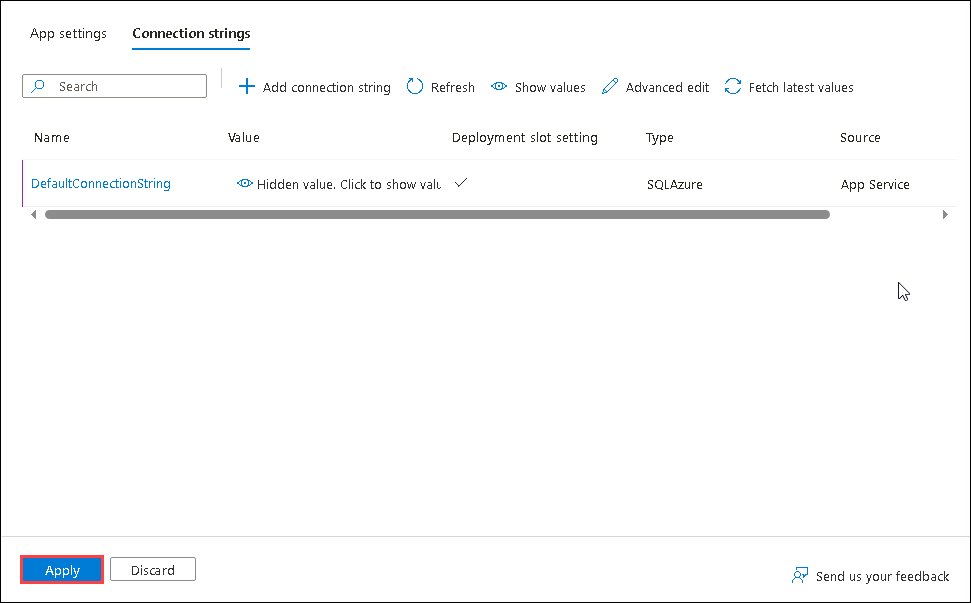 App settings Connection strings
Search Add connection string Refresh Show values Advanced edit Fetch latest values
Name Value Deployment slot setting Type Source
DefaultConnectionString Hidden value. Click to show valu SQLAzure App Service
Apply Discard
Send us your feedback